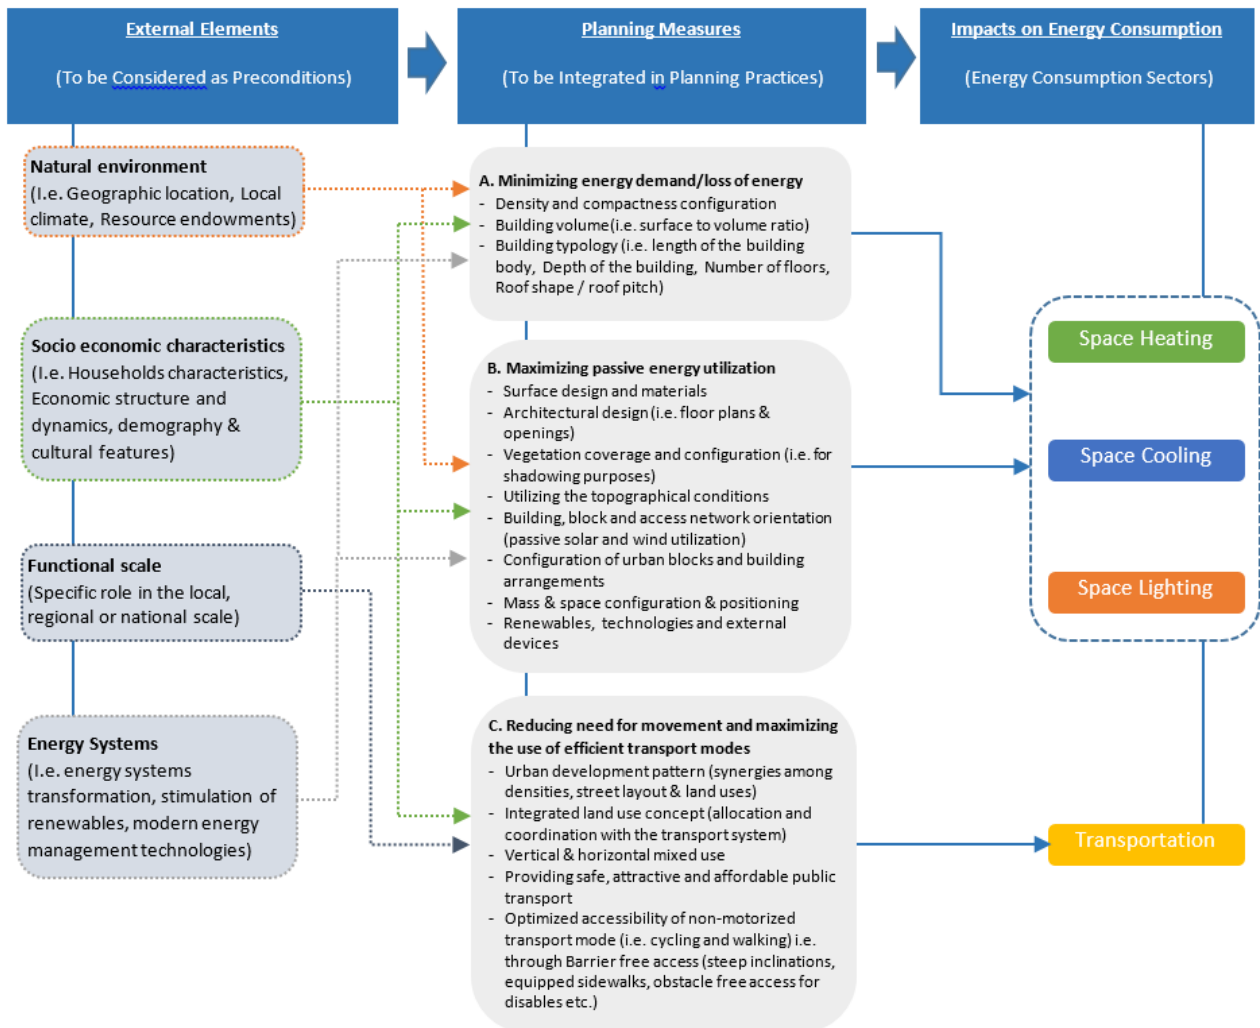 External Elements
(To be Considered as Preconditions)
Planning Measures
(To be Integrated in Planning Practices)
Impacts on Energy Consumption
(Energy Consumption Sectors)
Natural environment
(I.e. Geographic location, Local
climate, Resource endowments)
Socio economic characteristics
(I.e. Households characteristics,
Economic structure and
dynamics, demography &
cultural features)
Functional scale
(Specific role in the local,
regional or national scale)
Energy Systems
(I.e. energy systems
transformation, stimulation of
renewables, modern energy
management technologies)
A. Minimizing energy demand/loss of energy
- Density and compactness configuration
- Building volume(i.e. surface to volume ratio)
- Building typology (i.e. length of the building
body, Depth of the building, Number of floors,
Roof shape / roof pitch)
B. Maximizing passive energy utilization
- Surface design and materials
- Architectural design (i.e. floor plans &
openings)
- Vegetation coverage and configuration (i.e. for
shadowing purposes)
- Utilizing the topographical conditions
- Building, block and access network orientation
(passive solar and wind utilization)
- Configuration of urban blocks and building
arrangements
- Mass & space configuration & positioning
- Renewables, technologies and external
devices
C. Reducing need for movement and maximizing
the use of efficient transport modes
- Urban development pattern (synergies among
densities, street layout & land uses)
- Integrated land use concept (allocation and
coordination with the transport system)
- Vertical & horizontal mixed use
- Providing safe, attractive and affordable public
transport
- Optimized accessibility of non-motorized
transport mode (i.e. cycling and walking) i.e.
through Barrier free access (steep inclinations,
equipped sidewalks, obstacle free access for
disables etc.)
Space Heating
Space Cooling
Space Lighting
Transportation